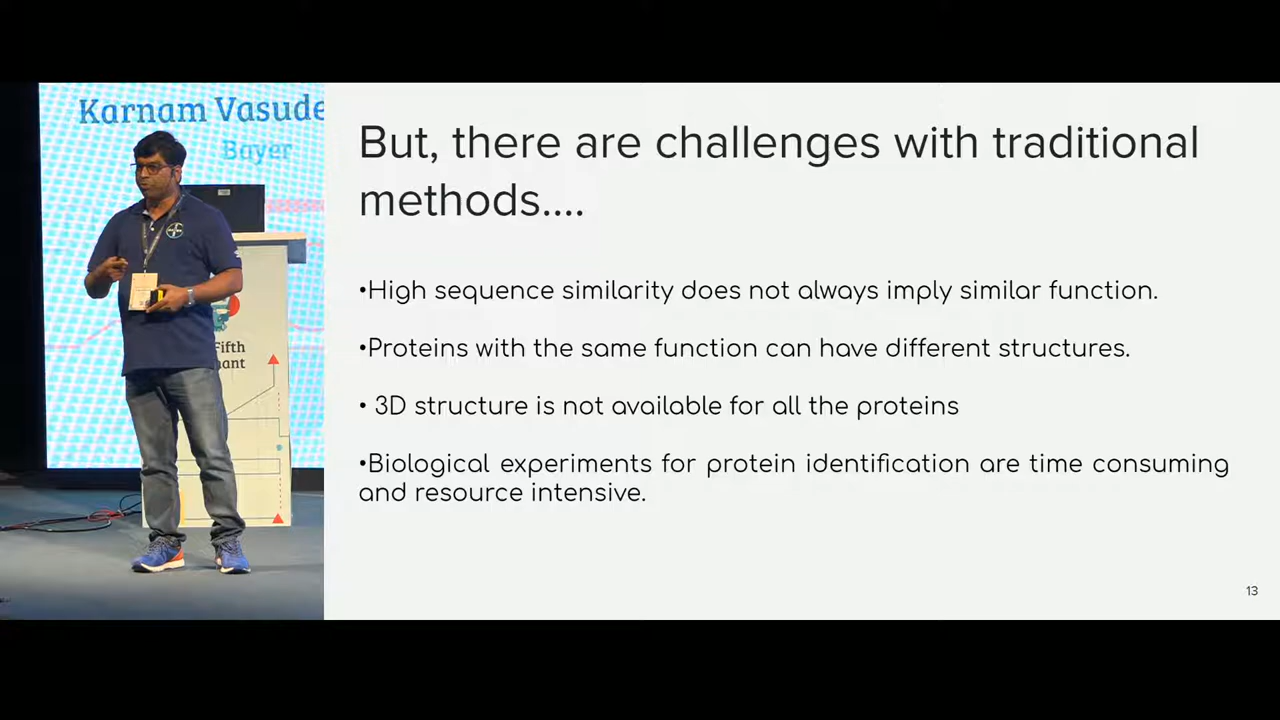 Karnam Vasude
Bayer
Fifth
hant
But, there are challenges with traditional
methods....
•High sequence similarity does not always imply similar function.
•Proteins with the same function can have different structures.
• 3D structure is not available for all the proteins
•Biological experiments for protein identification are time consuming
and resource intensive.
13